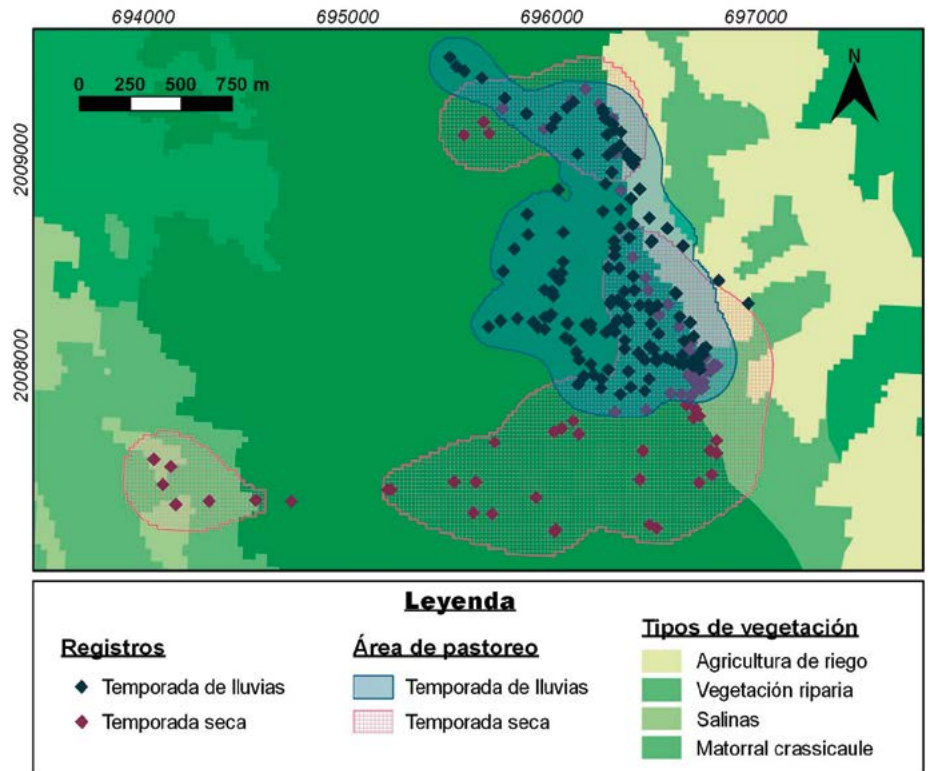 694000 695000 696000 697000
0 250 500 750 m
N
2009000
2008000
Leyenda
Registros
Temporada de lluvias
Temporada seca
Área de pastoreo
Temporada de lluvias
Temporada seca
Tipos de vegetación
Agricultura de riego
Vegetación riparia
Salinas
Matorral crassicaule